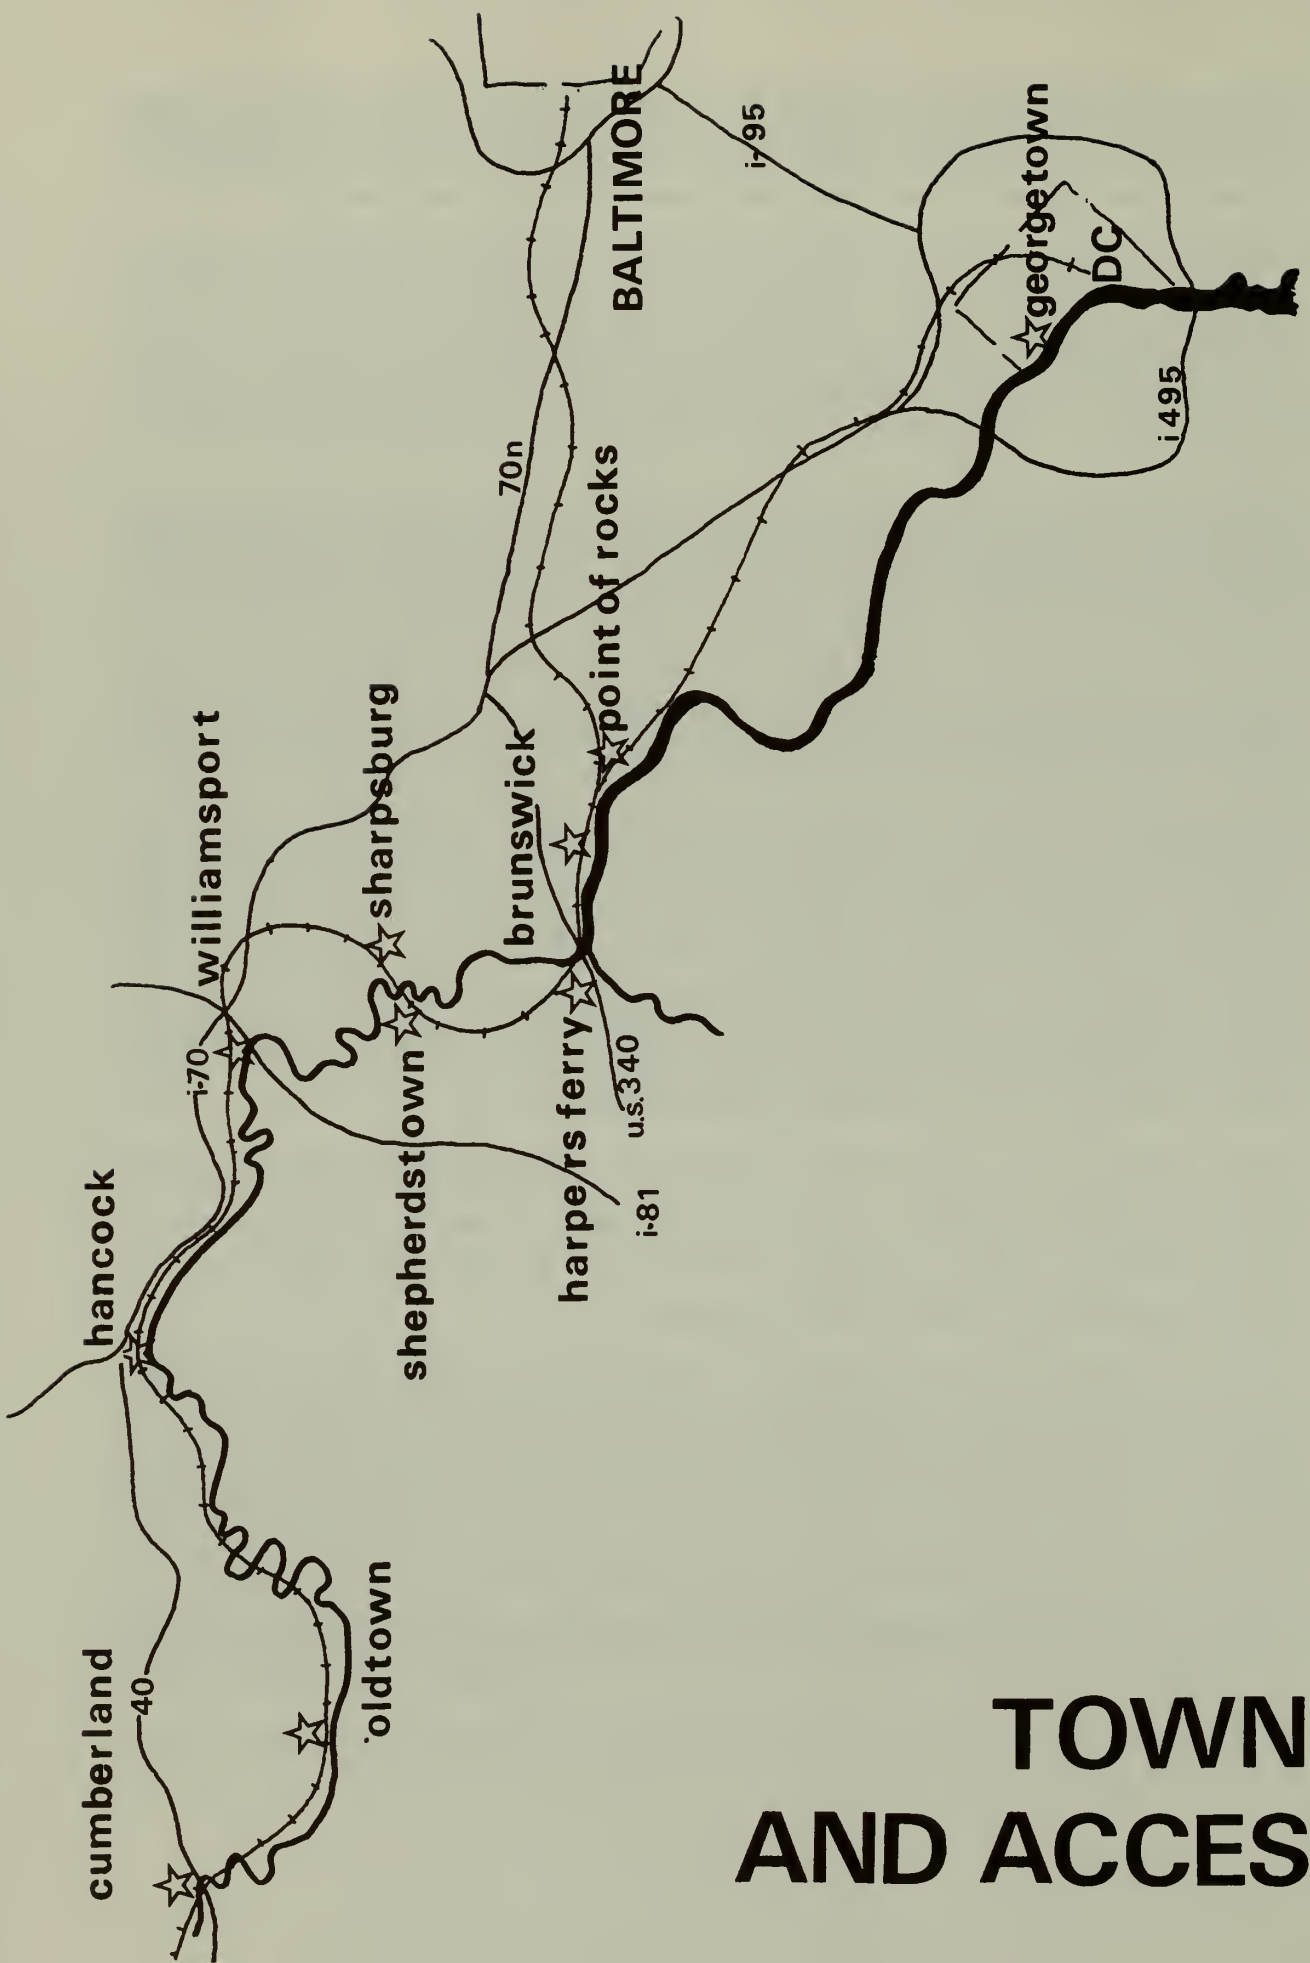 cumberland
40
oldtown
hancock
i-70
williamsport
sharpsburg
shepherdstown
harpers ferry
u.s. 340
i-81
brunswick
point of rocks
70n
BALTIMORE
i-95
georgetown
DC
i 495
TOWN
AND ACCES